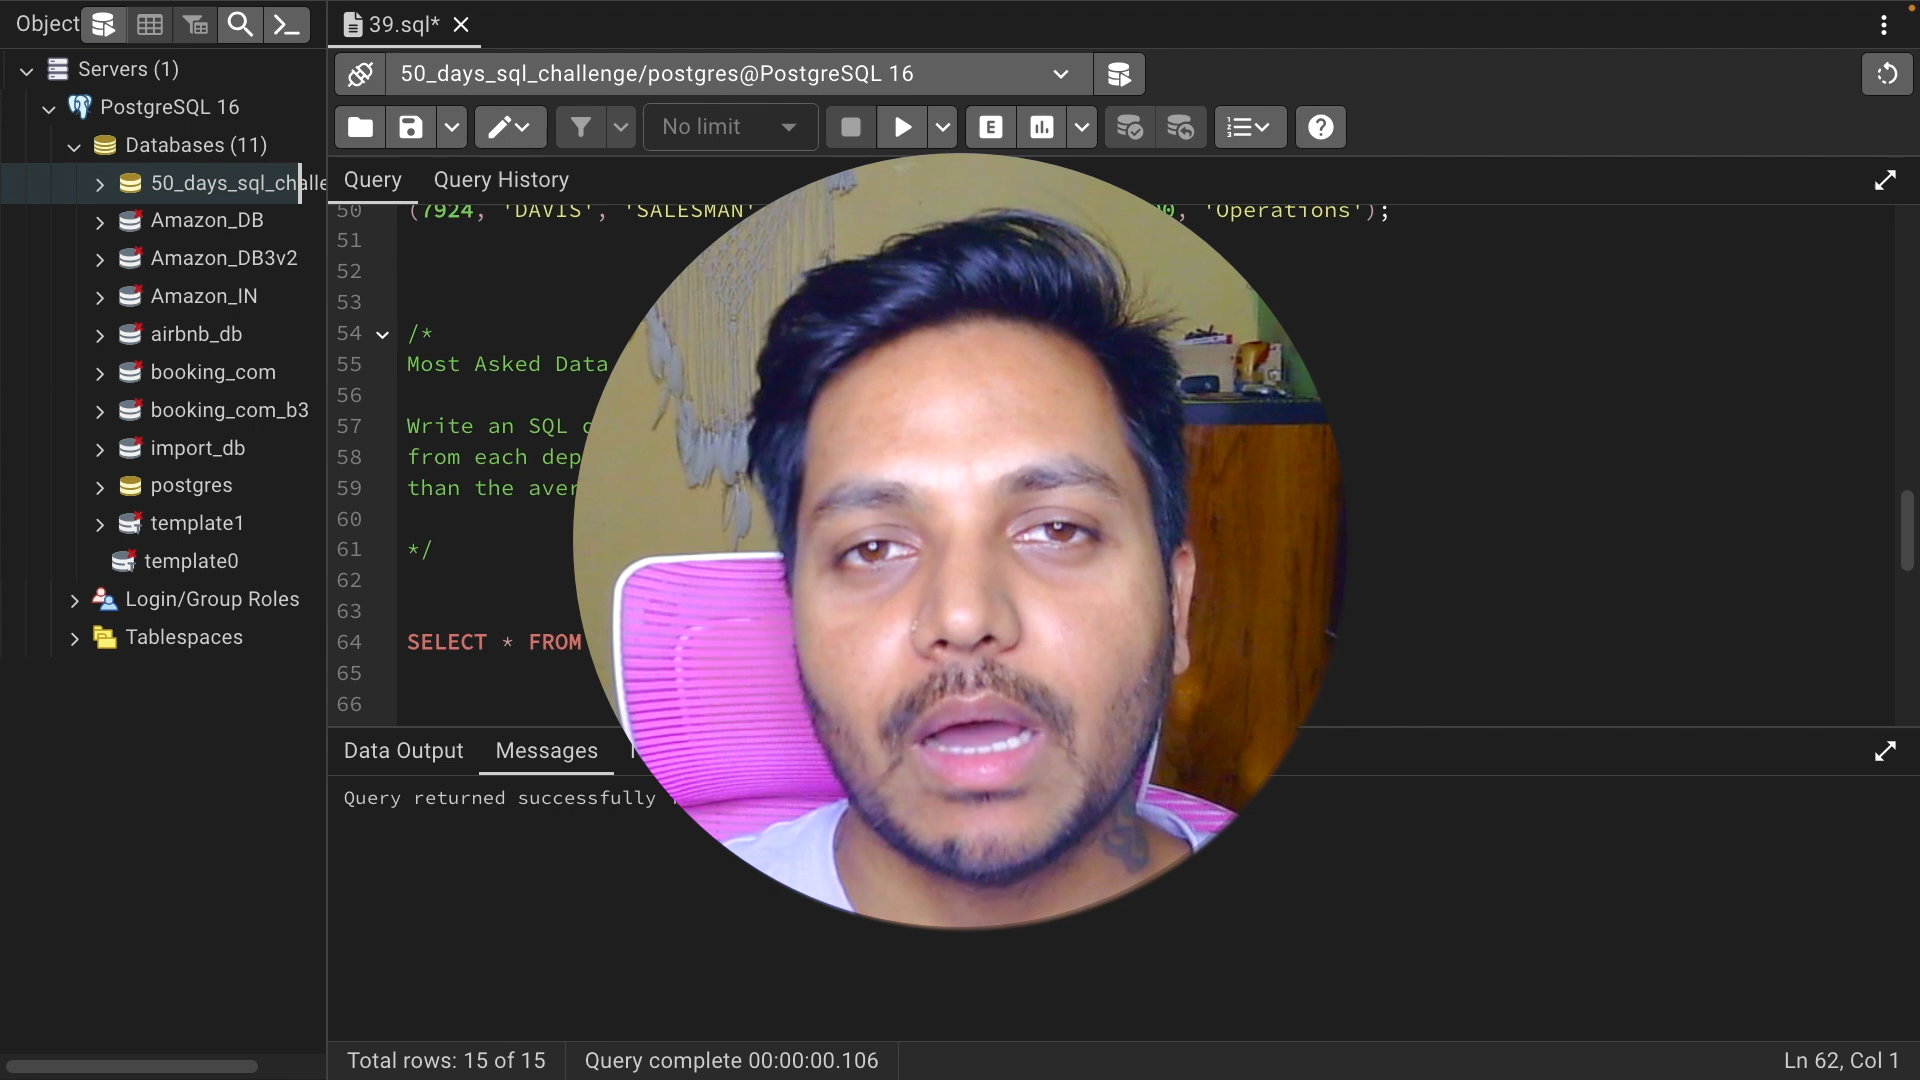 Object
39.sql*
Servers (1)
50_days_sql_challenge/postgres@PostgreSQL 16
PostgreSQL 16
No limit
E
Databases (11)
50_days_sql_challe
Query
Query History
50
(7924, 'DAVIS', 'SALESMAN'
, 'Operations');
Amazon_DB
51
Amazon_DB3v2
52
Amazon_IN
53
airbnb_db
54 /*
booking_com
55 Most Asked Data
56
booking_com_b3
57 Write an SQL
import_db
58 from each
59 than the
postgres
60
template1
61 */
template0
62
Login/Group Roles
63
Tablespaces
64 SELECT * FROM
65
66
Data Output
Messages
Query returned successfully
Total rows: 15 of 15
Query complete 00:00:00.106
Ln 62, Col 1